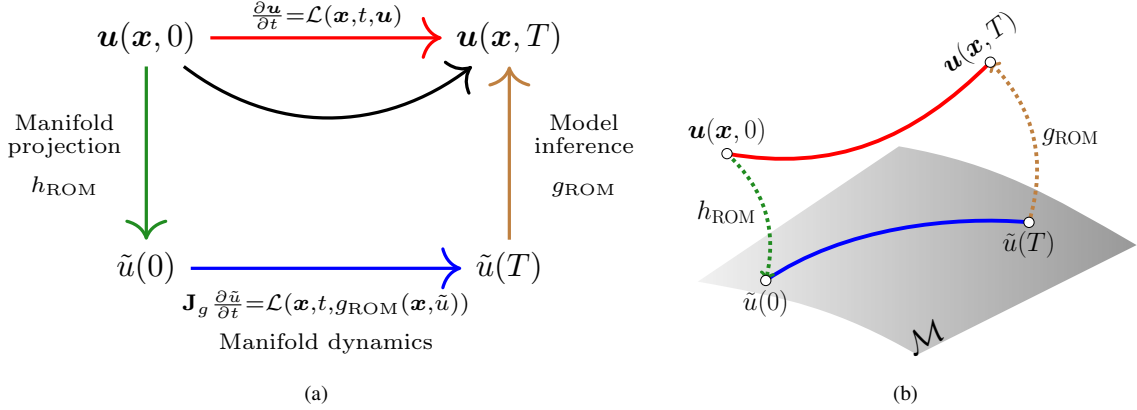 ∂𝒖/∂t=ℒ(𝒙,t,𝒖)
𝒖(𝒙,0)
𝒖(𝒙,T)
Manifold
projection
h_ROM
Model
inference
g_ROM
ũ(0)
ũ(T)
𝐉_g ∂ũ/∂t=ℒ(𝒙,t,g_ROM(𝒙,ũ))
Manifold dynamics
(a)
𝒖(𝒙,T)
𝒖(𝒙,0)
g_ROM
h_ROM
ũ(T)
ũ(0)
ℳ
(b)